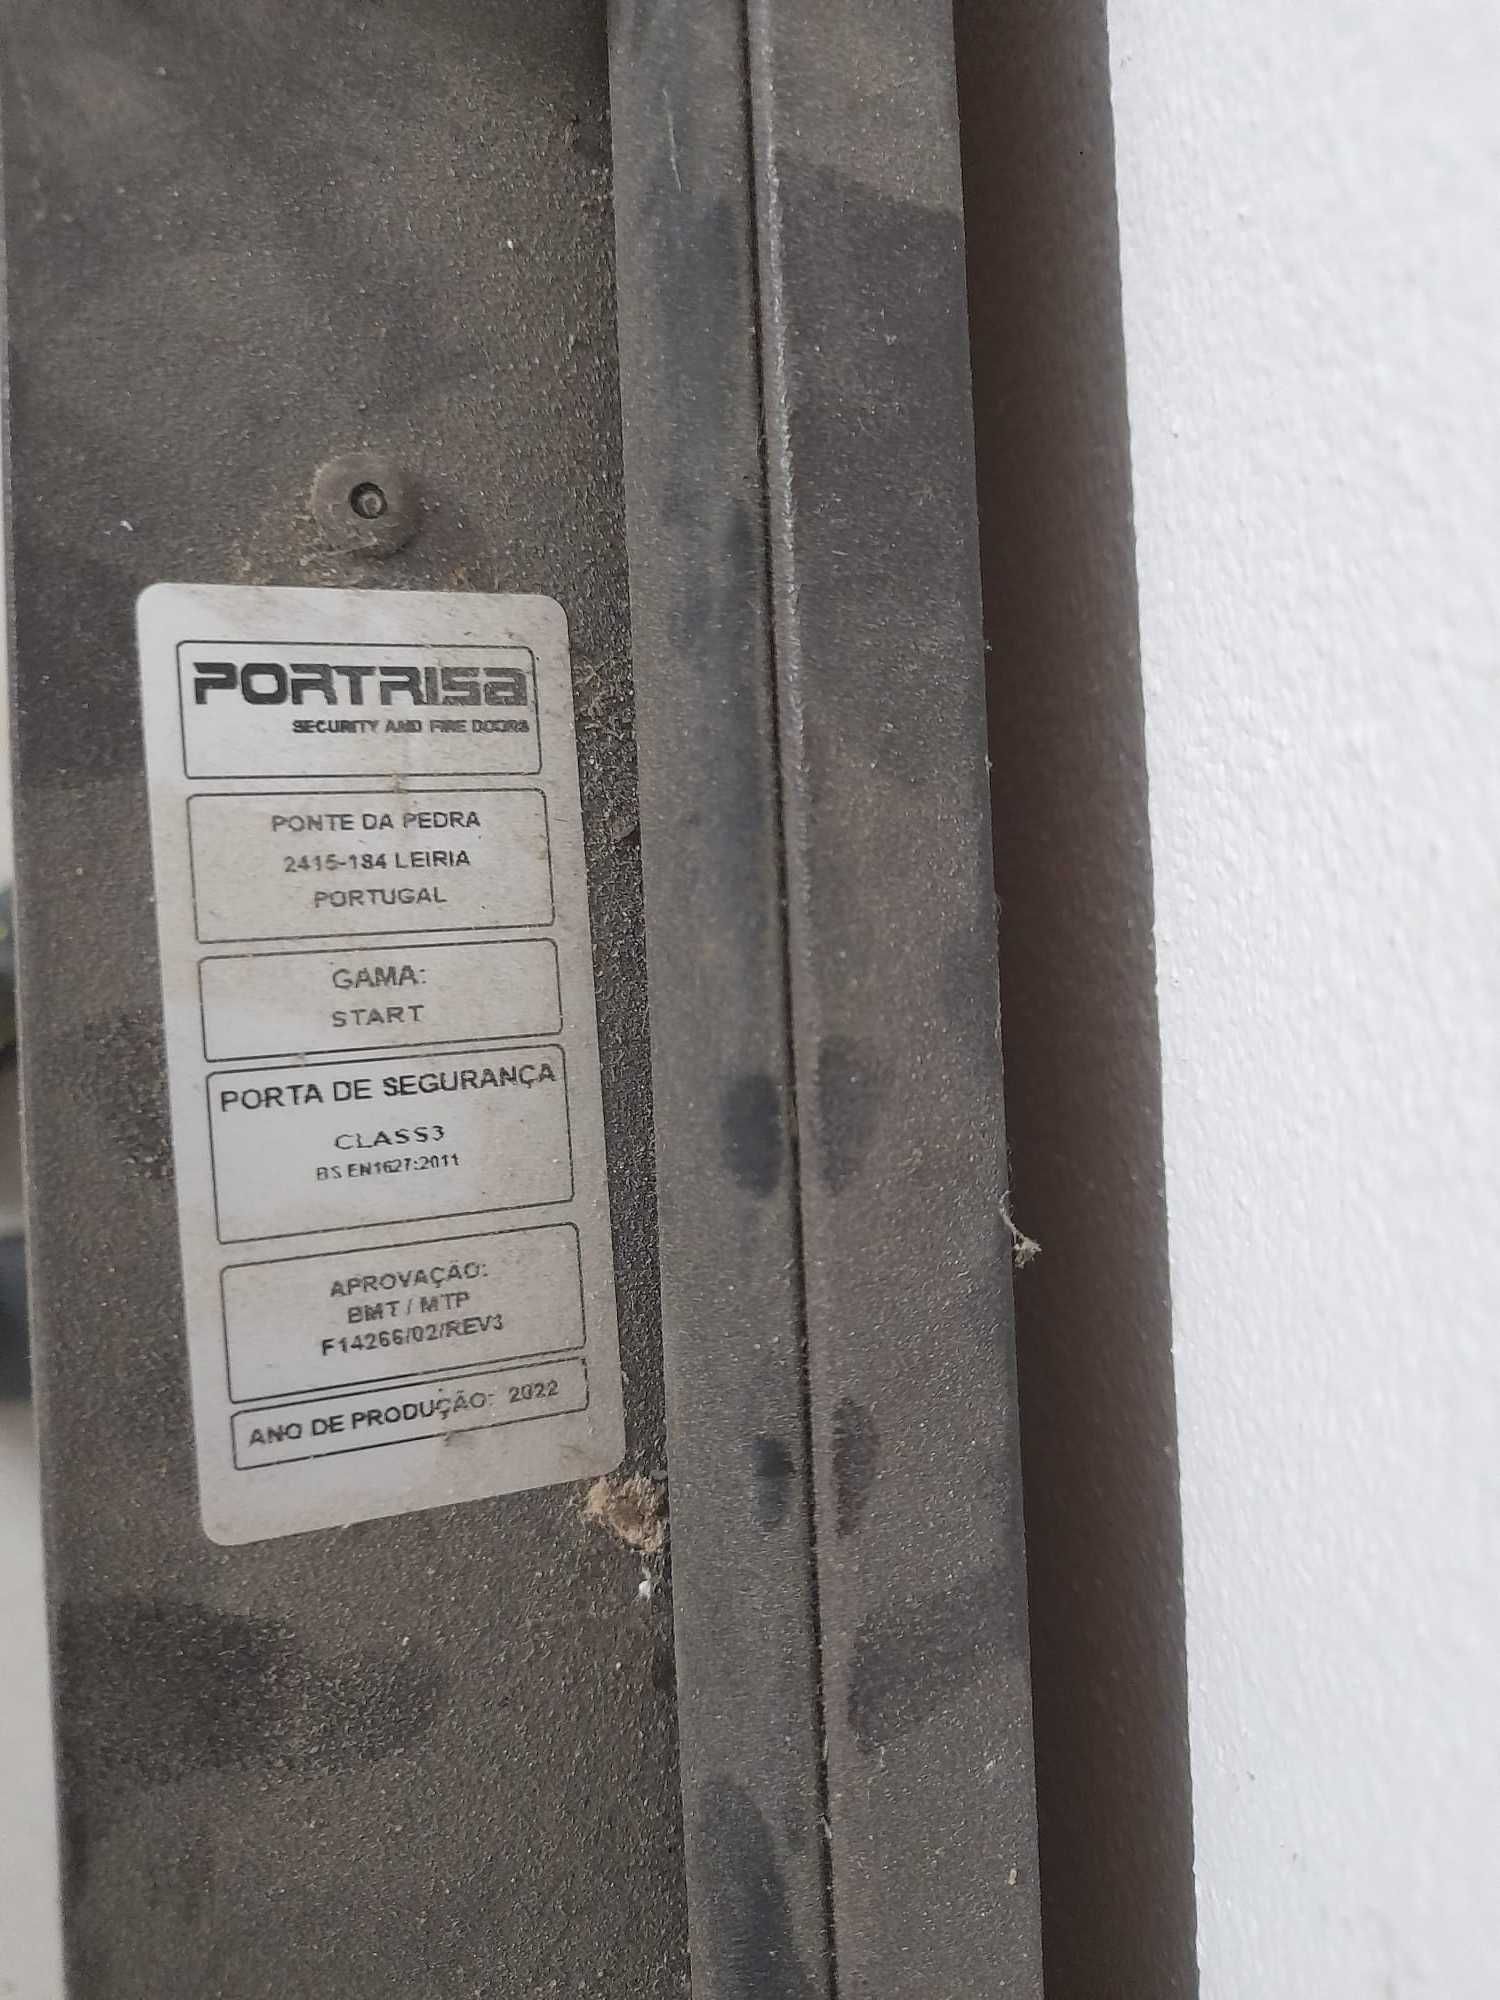 PORTRISA
SECURITY AND FIRE DOORS
PONTE DA PEDRA
2415-184 LEIRIA
PORTUGAL
GAMA:
START
PORTA DE SEGURANÇA
CLASS3
BS EN1627:2011
APROVAÇÃO:
BMT / MTP
F14266/02/REV3
ANO DE PRODUÇÃO: 2022